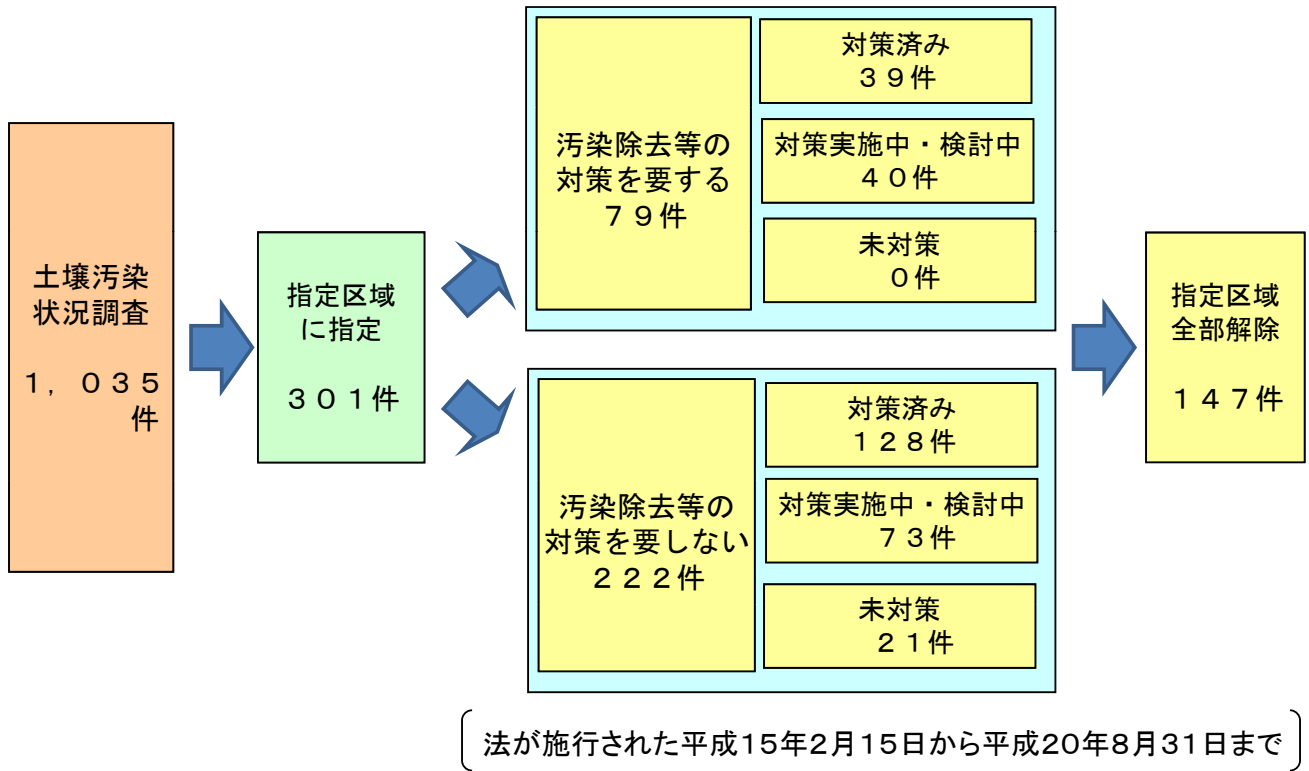 土壌汚染
状況調査
１，０３５
件
指定区域
に指定
３０１件
汚染除去等の
対策を要する
７９件
対策済み
３９件
対策実施中・検討中
４０件
未対策
０件
汚染除去等の
対策を要しない
２２２件
対策済み
１２８件
対策実施中・検討中
７３件
未対策
２１件
指定区域
全部解除
１４７件
法が施行された平成15年2月15日から平成20年8月31日まで